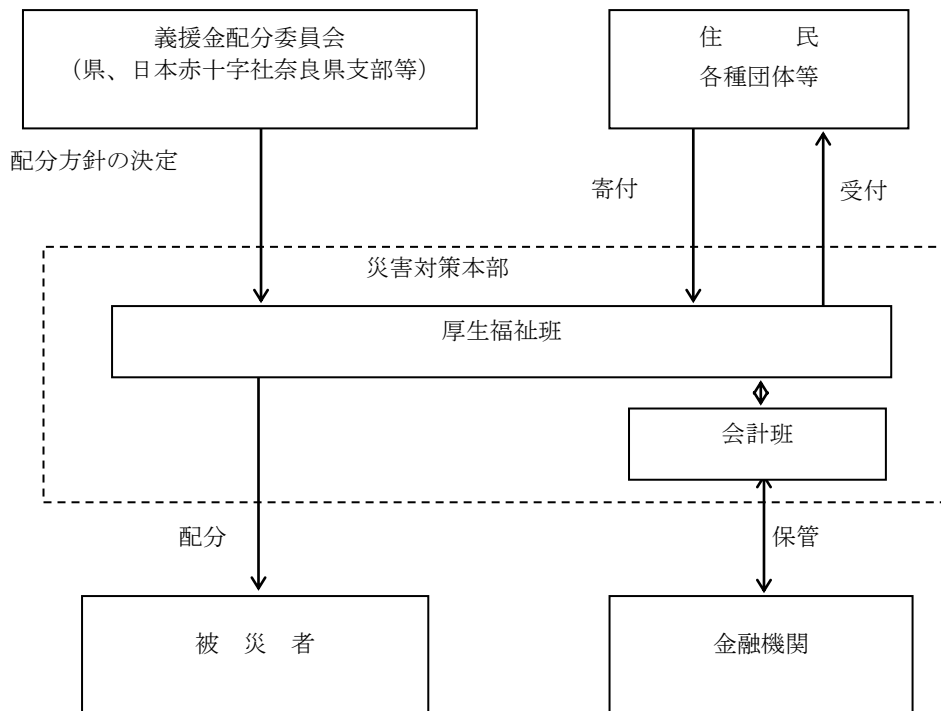 義援金配分委員会
（県、日本赤十字社奈良県支部等）
住　　　民
各種団体等
配分方針の決定
寄付
受付
災害対策本部
厚生福祉班
会計班
配分
保管
被　災　者
金融機関